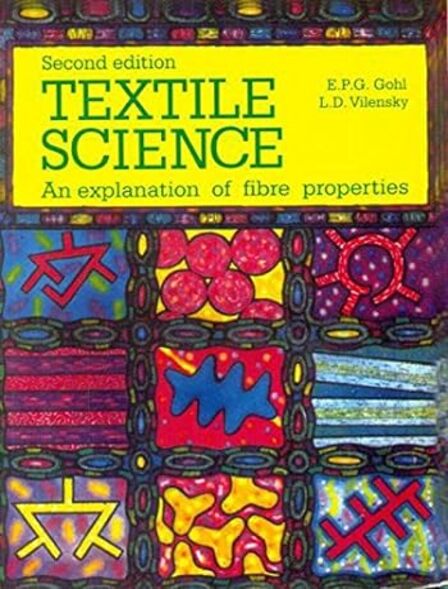 Second edition
TEXTILE
SCIENCE
E.P.G. Gohl
L.D. Vilensky
An explanation of fibre properties